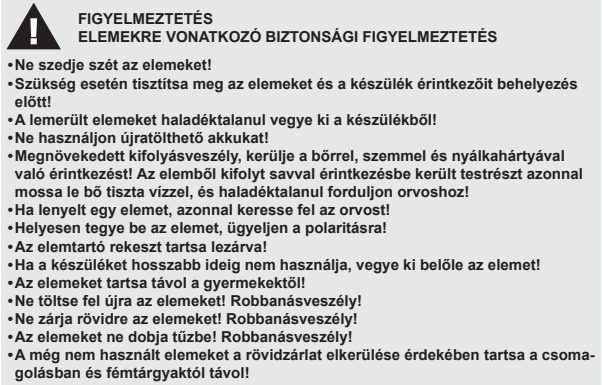 FIGYELMEZTETÉS
ELEMEKRE VONATKOZÓ BIZTONSÁGI FIGYELMEZTETÉS
•Ne szedje szét az elemeket!
•Szükség esetén tisztítsa meg az elemeket és a készülék érintkezőit behelyezés
előtt!
•A lemerült elemeket haladéktalanul vegye ki a készülékből!
•Ne használjon újratölthető akkukat!
•Megnövekedett kifolyásveszély, kerülje a bőrrel, szemmel és nyálkahártyával
való érintkezést! Az elemből kifolyt savval érintkezésbe került testrészt azonnal
mossa le bő tiszta vízzel, és haladéktalanul forduljon orvoshoz!
•Ha lenyelt egy elemet, azonnal keresse fel az orvost!
•Helyesen tegye be az elemet, ügyeljen a polaritásra!
•Az elemtartó rekeszt tartsa lezárva!
•Ha a készüléket hosszabb ideig nem használja, vegye ki belőle az elemet!
•Az elemeket tartsa távol a gyermekektől!
•Ne töltse fel újra az elemeket! Robbanásveszély!
•Ne zárja rövidre az elemeket! Robbanásveszély!
•Az elemeket ne dobja tűzbe! Robbanásveszély!
•A még nem használt elemeket a rövidzárlat elkerülése érdekében tartsa a csoma-
golásban és fémtárgyaktól távol!